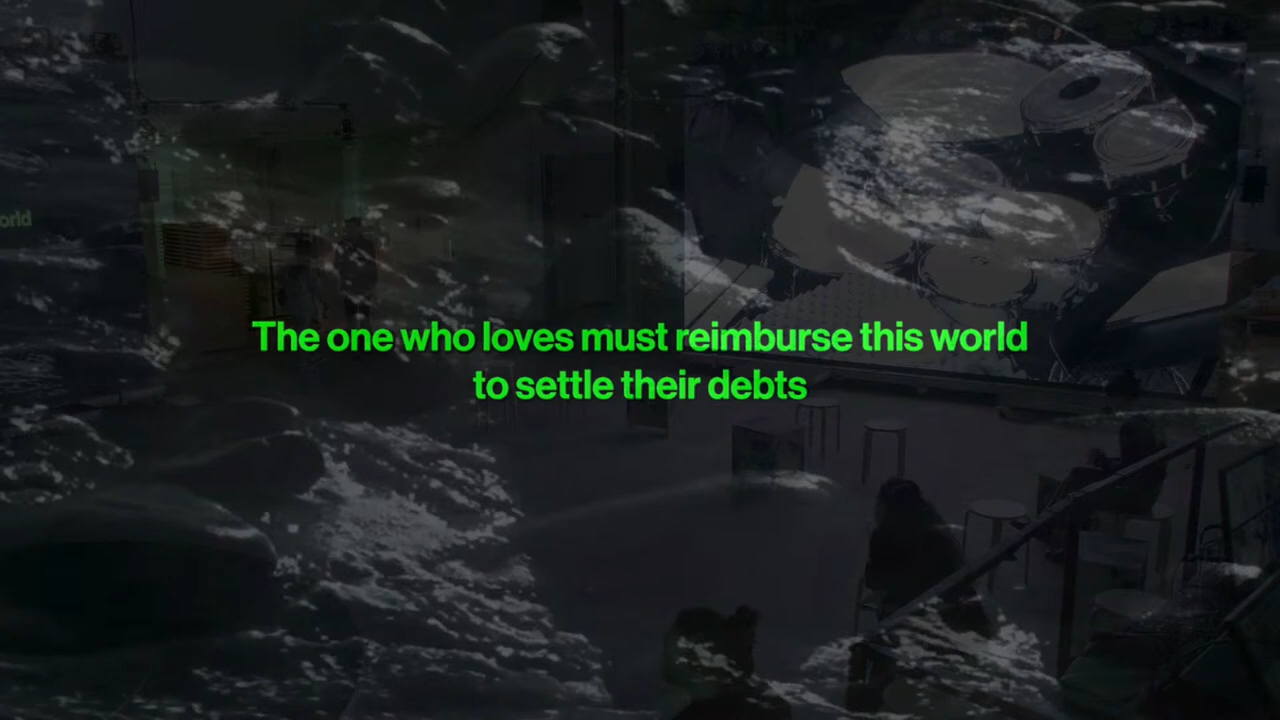 The one who loves must reimburse this world
to settle their debts